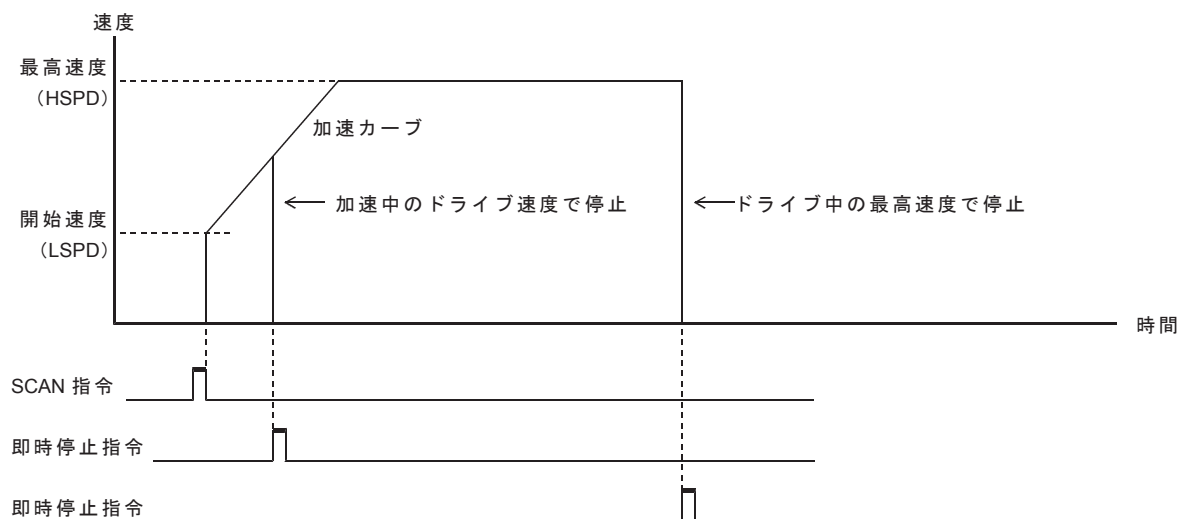 速度
最高速度
（HSPD）
加速カーブ
加速中のドライブ速度で停止
ドライブ中の最高速度で停止
開始速度
（LSPD）
時間
SCAN 指令
即時停止指令
即時停止指令